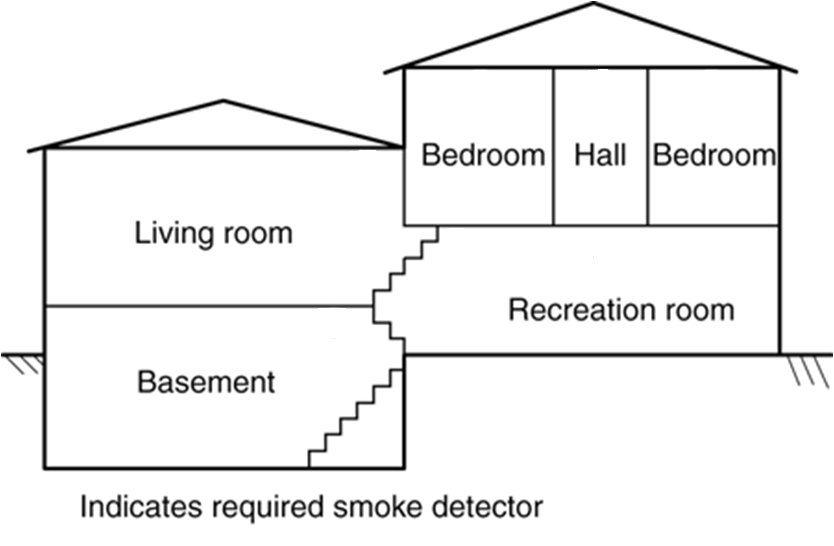 Bedroom Hall Bedroom
Living room
Recreation room
Basement
Indicates required smoke detector